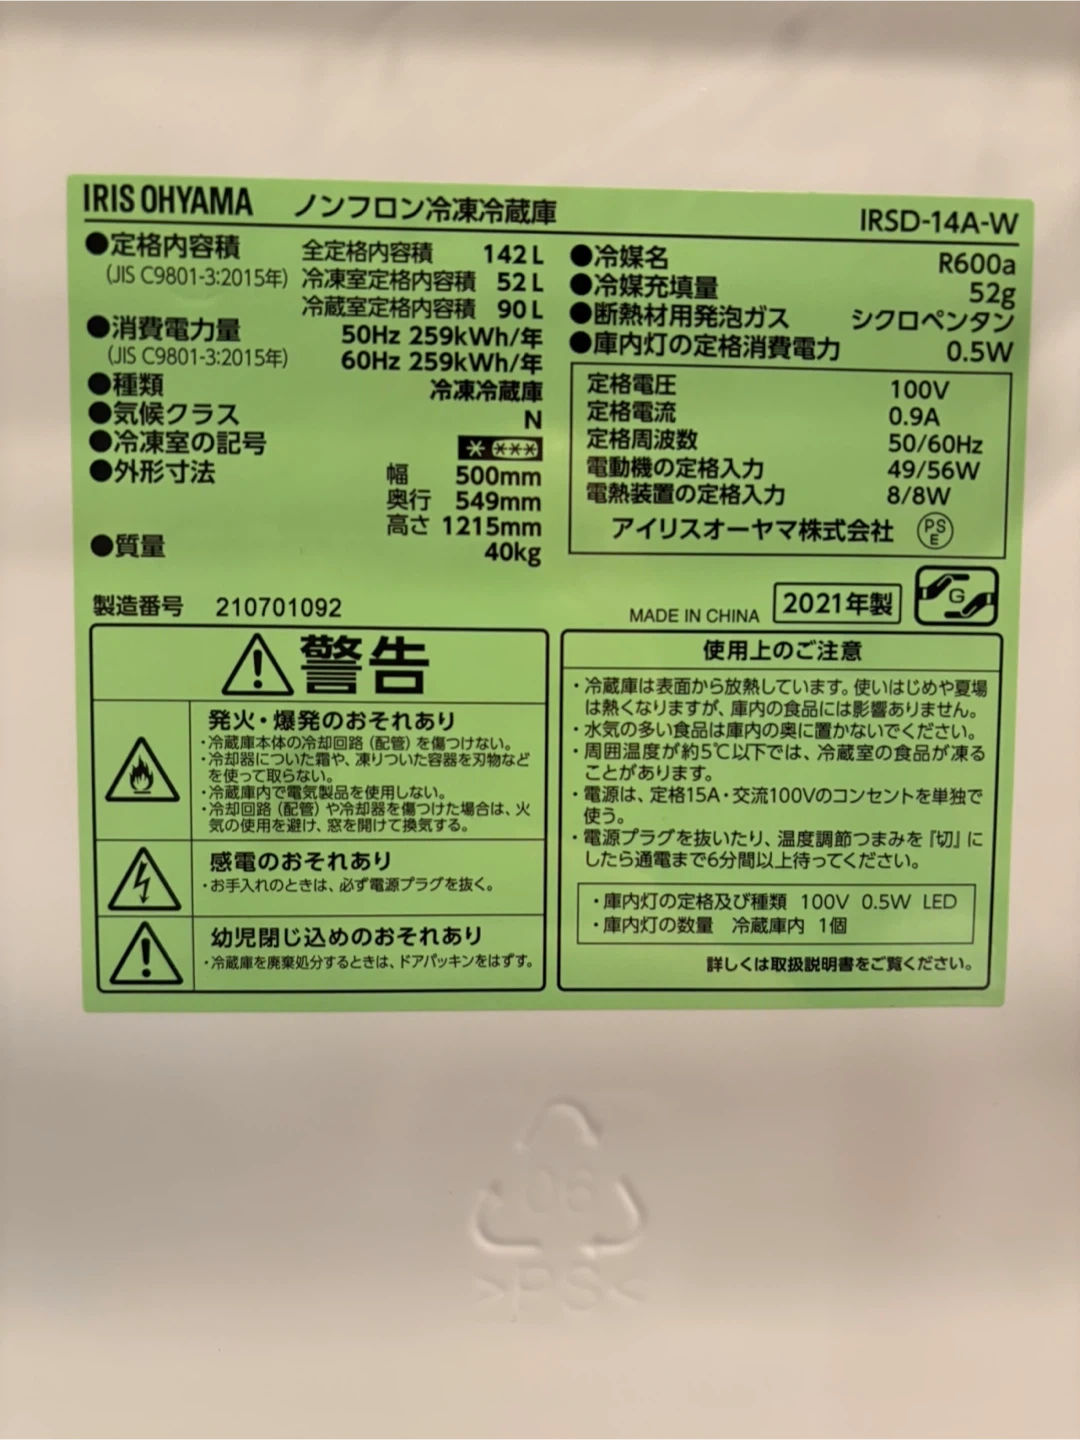 IRIS OHYAMA ノンフロン冷凍冷蔵庫 IRSD-14A-W
●定格内容積 全定格内容積 142L
(JIS C9801-3:2015年) 冷凍室定格内容積 52L
冷蔵室定格内容積 90L
●消費電力量 50Hz 259kWh/年
(JIS C9801-3:2015年) 60Hz 259kWh/年
●種類 冷凍冷蔵庫
●気候クラス N
●冷凍室の記号 * ***
●外形寸法 幅 500mm
奥行 549mm
高さ 1215mm
●質量 40kg
製造番号 210701092
●冷媒名 R600a
●冷媒充填量 52g
●断熱材用発泡ガス シクロペンタン
●庫内灯の定格消費電力 0.5W
定格電圧 100V
定格電流 0.9A
定格周波数 50/60Hz
電動機の定格入力 49/56W
電熱装置の定格入力 8/8W
アイリスオーヤマ株式会社 PS E
MADE IN CHINA 2021年製 G
警告
発火・爆発のおそれあり
・冷蔵庫本体の冷却回路(配管)を傷つけない。
・冷却器についた霜や、凍りついた容器を刃物など
を使って取らない。
・冷蔵庫内で電気製品を使用しない。
・冷却回路(配管)や冷却器を傷つけた場合は、火
気の使用を避け、窓を開けて換気する。
感電のおそれあり
・お手入れのときは、必ず電源プラグを抜く。
幼児閉じ込めのおそれあり
・冷蔵庫を廃棄処分するときは、ドアパッキンをはずす。
使用上のご注意
・冷蔵庫は表面から放熱しています。使いはじめや夏場
は熱くなりますが、庫内の食品には影響ありません。
・水気の多い食品は庫内の奥に置かないでください。
・周囲温度が約5℃以下では、冷蔵室の食品が凍る
ことがあります。
・電源は、定格15A・交流100Vのコンセントを単独で
使う。
・電源プラグを抜いたり、温度調節つまみを『切』に
したら通電まで6分間以上待ってください。
・庫内灯の定格及び種類 100V 0.5W LED
・庫内灯の数量 冷蔵庫内 1個
詳しくは取扱説明書をご覧ください。
06
>PS<